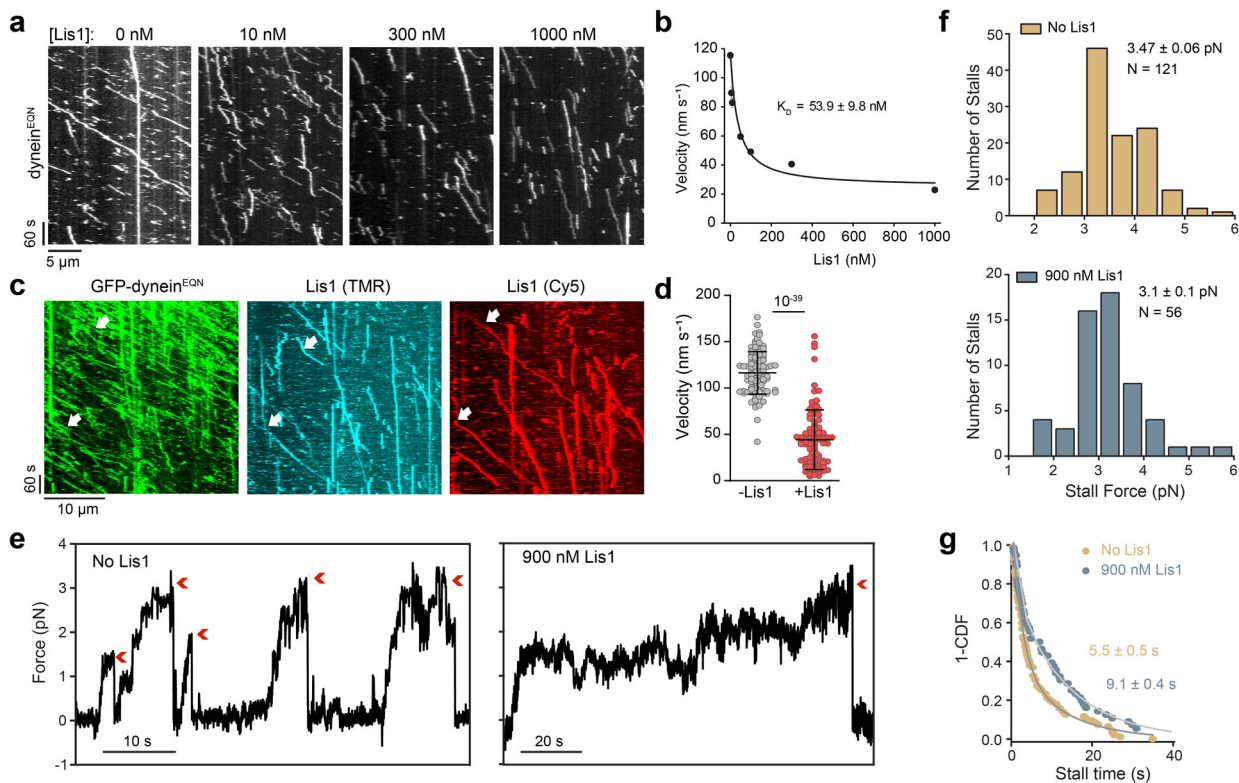 a
[Lis1]: 0 nM 10 nM 300 nM 1000 nM
dynein^EQN
60 s
5 µm
b
120
100
80
60
40
20
0
Velocity (nm s⁻¹)
K_D = 53.9 ± 9.8 nM
0 200 400 600 800 1000
Lis1 (nM)
c
GFP-dynein^EQN Lis1 (TMR) Lis1 (Cy5)
60 s
10 µm
d
200
150
100
50
0
Velocity (nm s⁻¹)
10⁻³⁹
-Lis1 +Lis1
e
4
3
2
1
0
-1
Force (pN)
No Lis1
10 s
900 nM Lis1
20 s
f
50
40
30
20
10
0
Number of Stalls
No Lis1
3.47 ± 0.06 pN
N = 121
2 3 4 5 6
20
15
10
5
0
Number of Stalls
900 nM Lis1
3.1 ± 0.1 pN
N = 56
1 2 3 4 5 6
Stall Force (pN)
g
1.0
0.8
0.6
0.4
0.2
0.0
1-CDF
No Lis1
900 nM Lis1
5.5 ± 0.5 s
9.1 ± 0.4 s
0 20 40
Stall time (s)